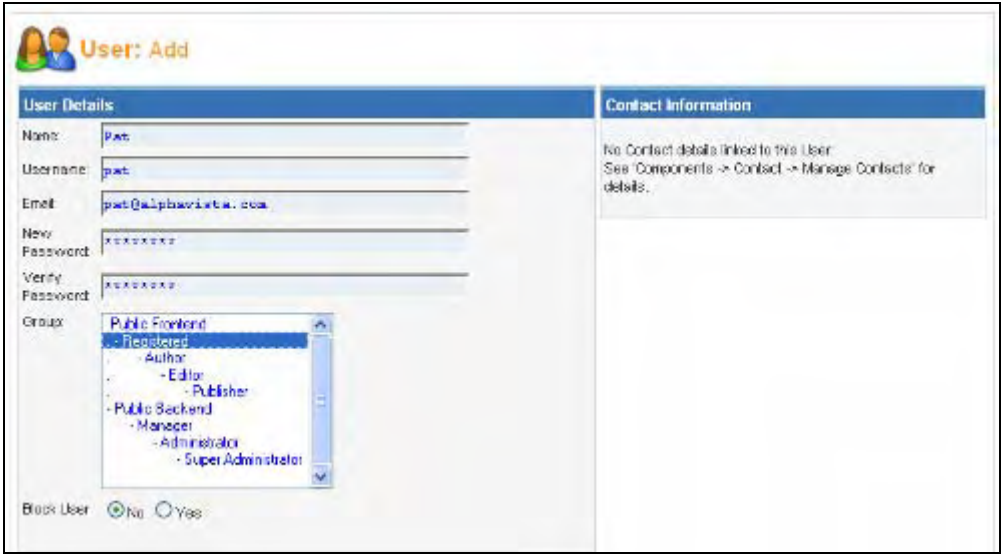 User: Add
User Details
Name: Pat
Username: pat
Email: pat@alphavista.com
New
Password: ********
Verify
Password: ********
Group: Public Frontend
. - Registered
. - Author
. - Editor
. - Publisher
- Public Backend
- Manager
- Administrator
- Super Administrator
Block User No Yes
Contact Information
No Contact details linked to this User:
See 'Components -> Contact -> Manage Contacts' for
details.